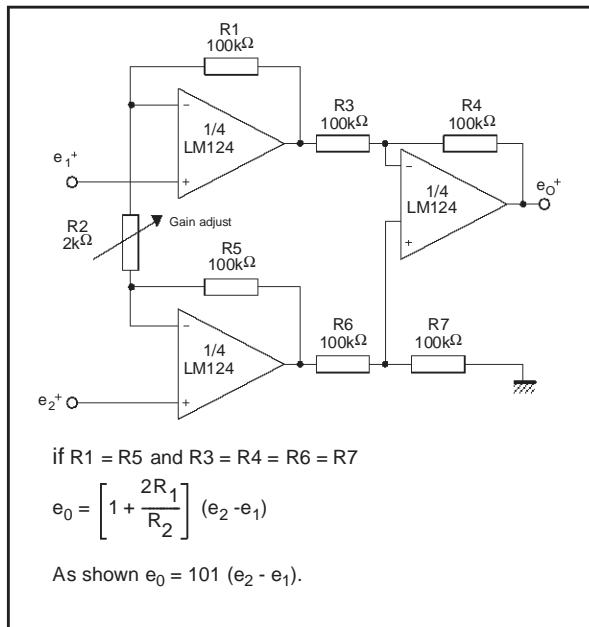 R1
100kΩ
R3
100kΩ
R4
100kΩ
1/4
LM124
e1+
1/4
LM124
eO+
R2
2kΩ
Gain adjust
R5
100kΩ
R6
100kΩ
R7
100kΩ
1/4
LM124
e2+
if R1 = R5 and R3 = R4 = R6 = R7
e0 = [1 + 2R1/R2] (e2 -e1)
As shown e0 = 101 (e2 - e1).